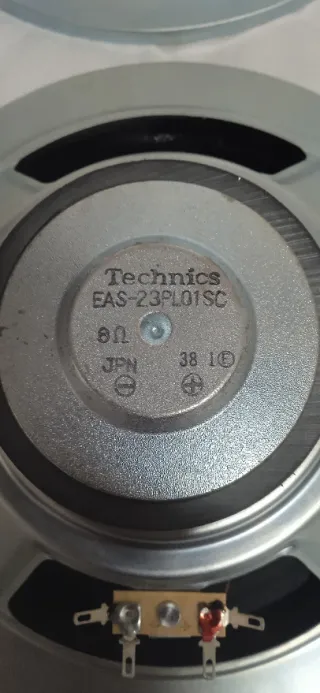 Technics
EAS-23PL01SC
8Ω
JPN 38 1Ⓔ
⊖ ⊕